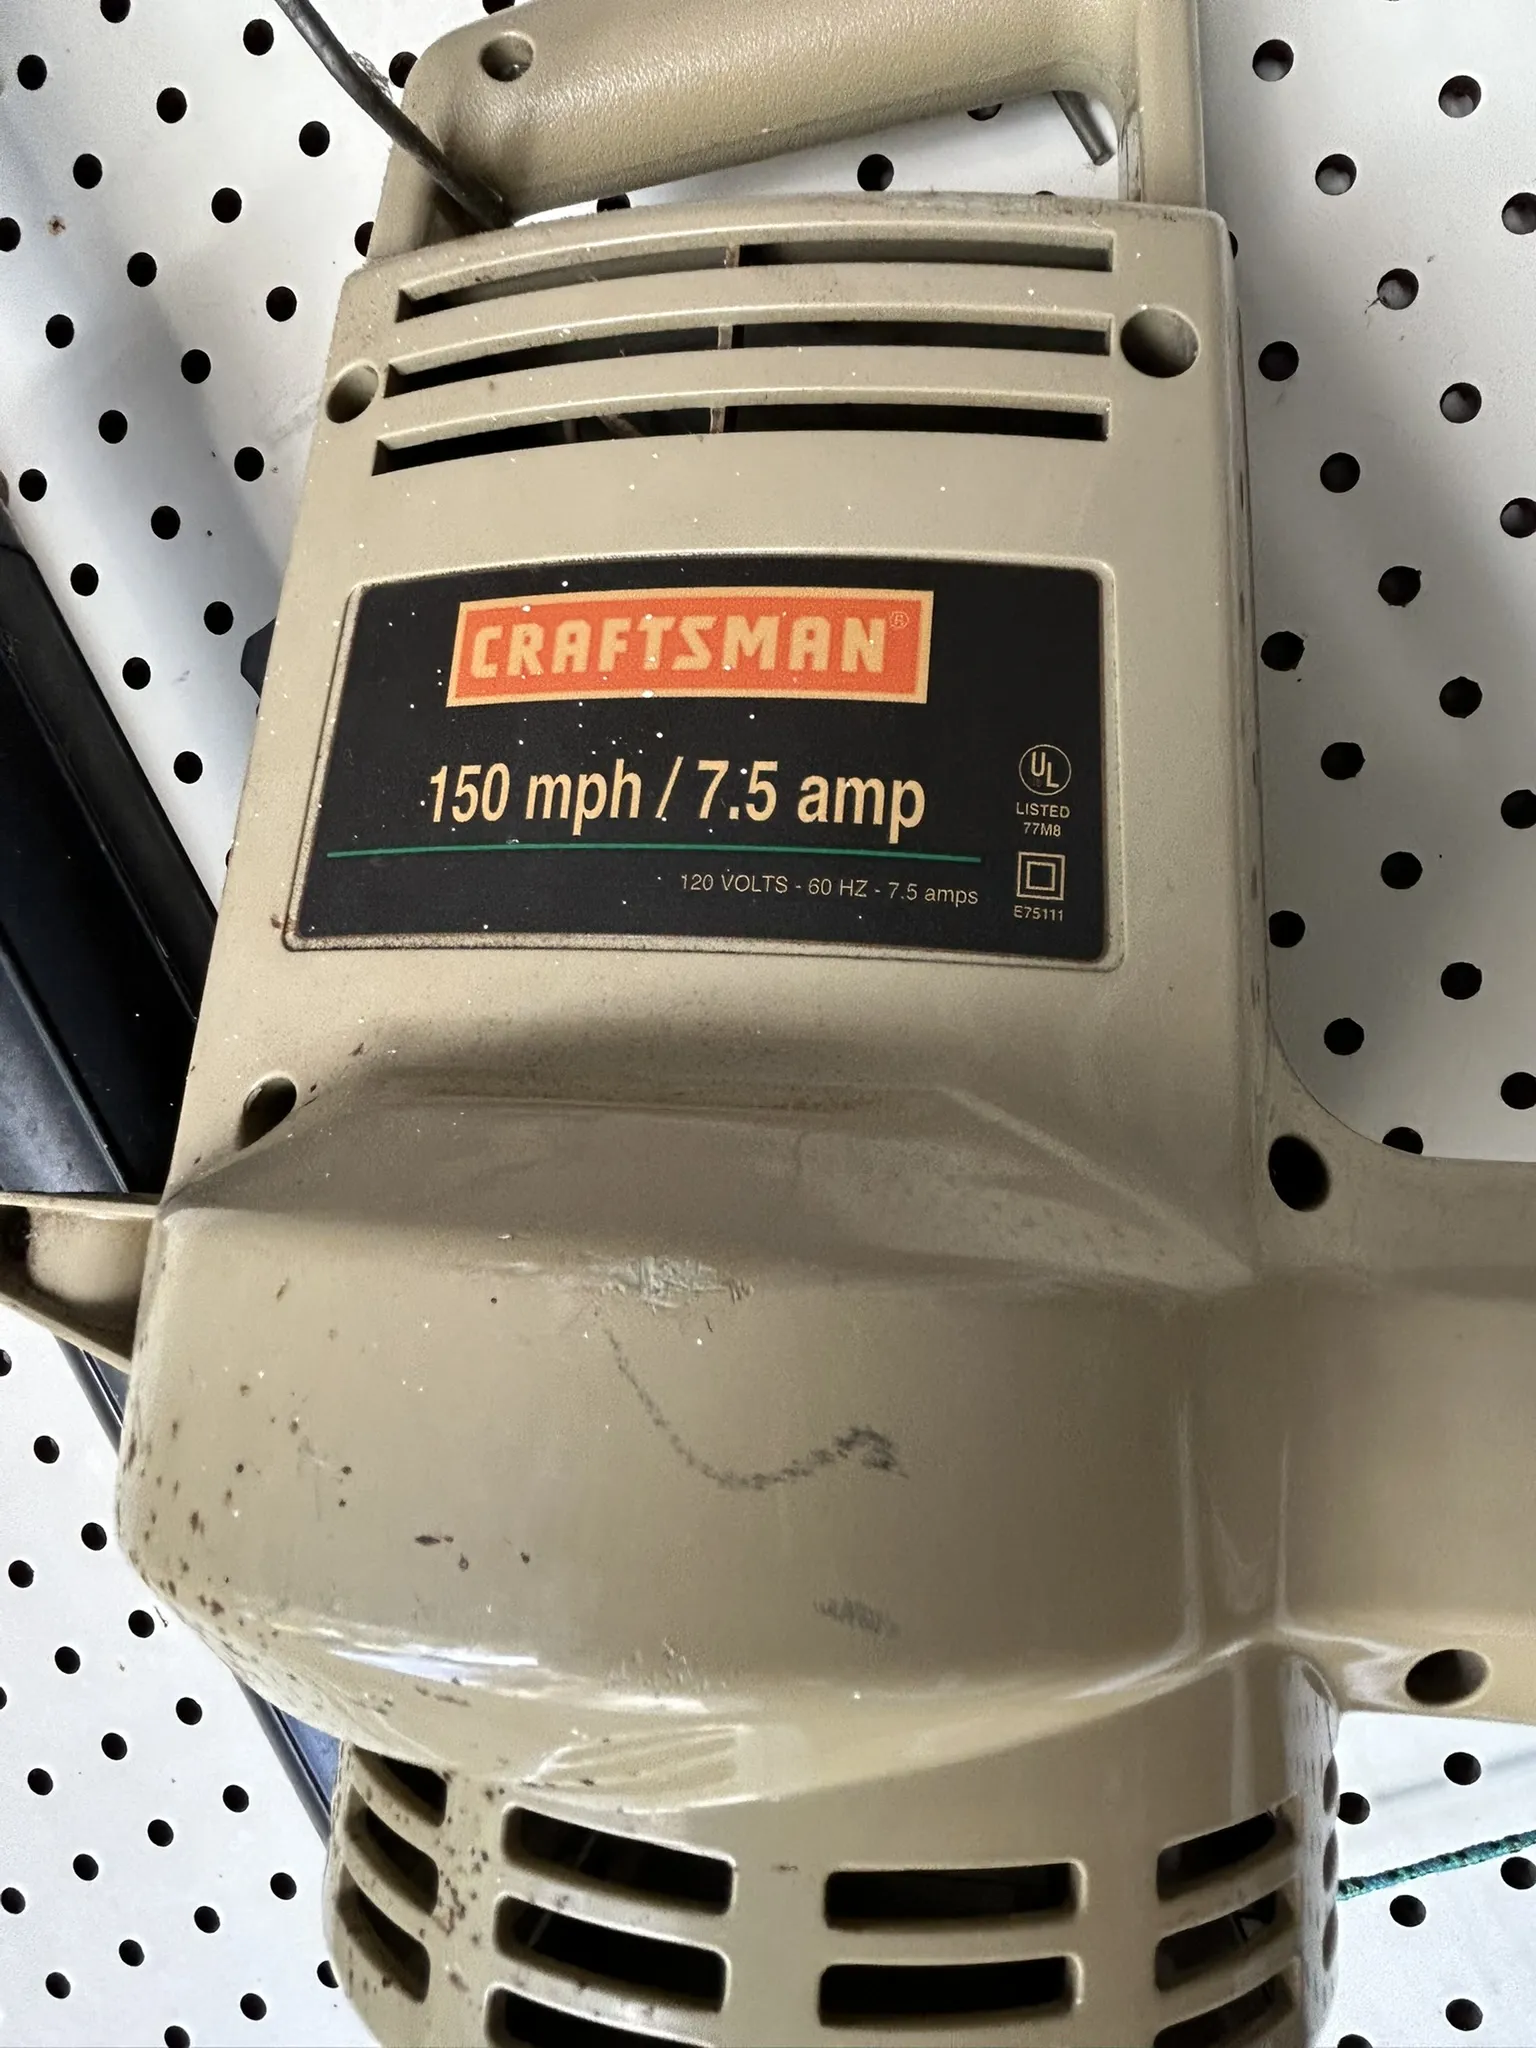 CRAFTSMAN®
150 mph / 7.5 amp
120 VOLTS - 60 HZ - 7.5 amps
UL
LISTED
77M8
E75111